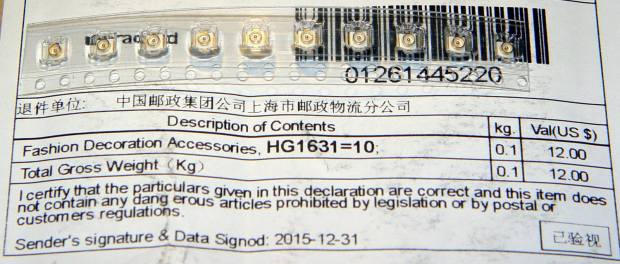 01261445220
退件单位: 中国邮政集团公司上海市邮政物流分公司
Description of Contents kg. Val(US $)
Fashion Decoration Accessories, HG1631=10; 0.1 12.00
Total Gross Weight (Kg) 0.1 12.00
I certify that the particulars given in this declaration are correct and this item does
not contain any dang erous articles prohibited by legislation or by postal or
customers regulations.
Sender's signature & Data Signod: 2015-12-31 已验视